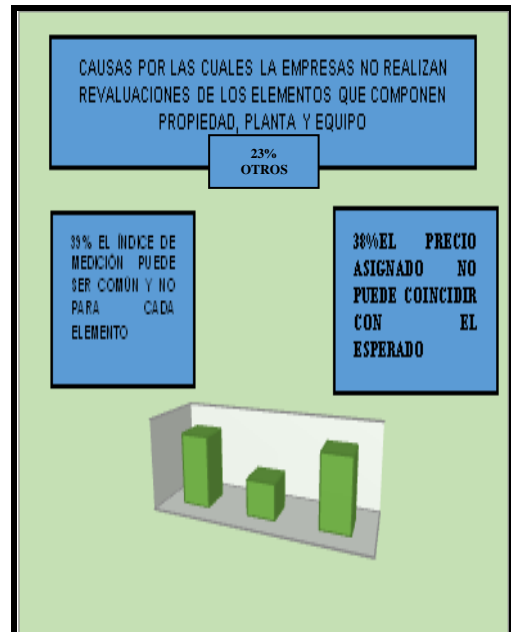 CAUSAS POR LAS CUALES LA EMPRESAS NO REALIZAN
REVALUACIONES DE LOS ELEMENTOS QUE COMPONEN
PROPIEDAD, PLANTA Y EQUIPO
23%
OTROS
39% EL ÍNDICE DE
MEDICIÓN PUEDE
SER COMÚN Y NO
PARA CADA
ELEMENTO
38%EL PRECIO
ASIGNADO NO
PUEDE COINCIDIR
CON EL
ESPERADO